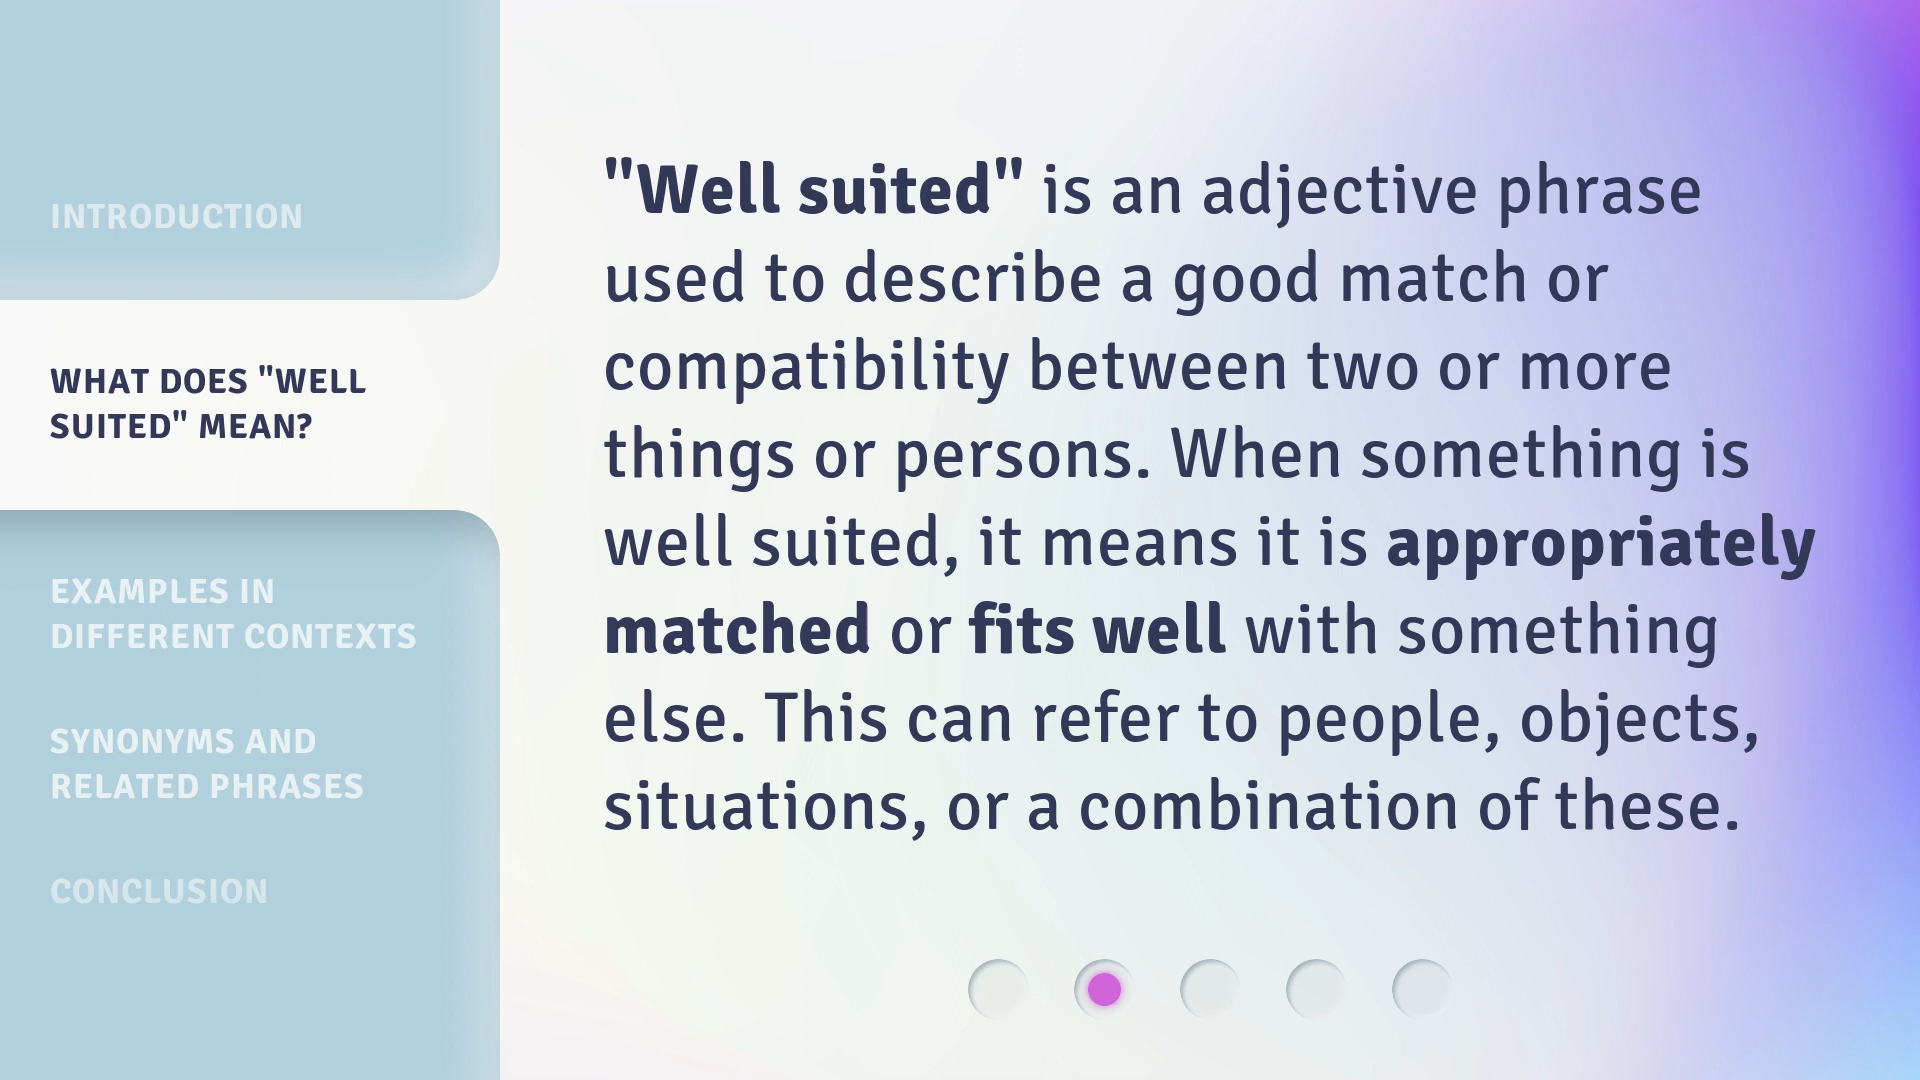 INTRODUCTION
WHAT DOES "WELL
SUITED" MEAN?
EXAMPLES IN
DIFFERENT CONTEXTS
SYNONYMS AND
RELATED PHRASES
CONCLUSION
"Well suited" is an adjective phrase
used to describe a good match or
compatibility between two or more
things or persons. When something is
well suited, it means it is appropriately
matched or fits well with something
else. This can refer to people, objects,
situations, or a combination of these.